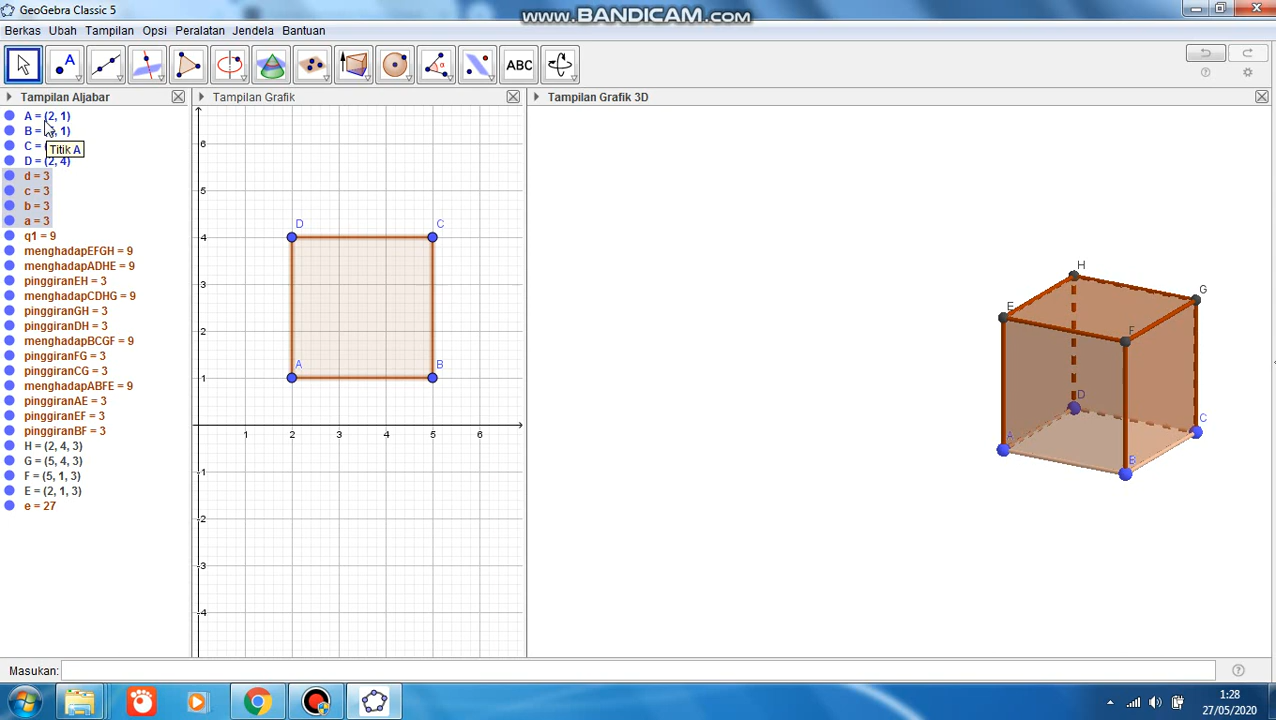 GeoGebra Classic 5
www.BANDICAM.com
Berkas Ubah Tampilan Opsi Peralatan Jendela Bantuan
ABC
Tampilan Aljabar
Tampilan Grafik
Tampilan Grafik 3D
A = (2, 1)
B = , 1)
C = (
Titik A
D = (2, 4)
d = 3
c = 3
b = 3
a = 3
q1 = 9
menghadapEFGH = 9
menghadapADHE = 9
pinggiranEH = 3
menghadapCDHG = 9
pinggiranGH = 3
pinggiranDH = 3
menghadapBCGF = 9
pinggiranFG = 3
pinggiranCG = 3
menghadapABFE = 9
pinggiranAE = 3
pinggiranEF = 3
pinggiranBF = 3
H = (2, 4, 3)
G = (5, 4, 3)
F = (5, 1, 3)
E = (2, 1, 3)
e = 27
6
5
4
3
2
1
-1
-2
-3
-4
1 2 3 4 5 6
D C
A B
H
G
E
F
D
C
A
B
Masukan:
1:28
27/05/2020